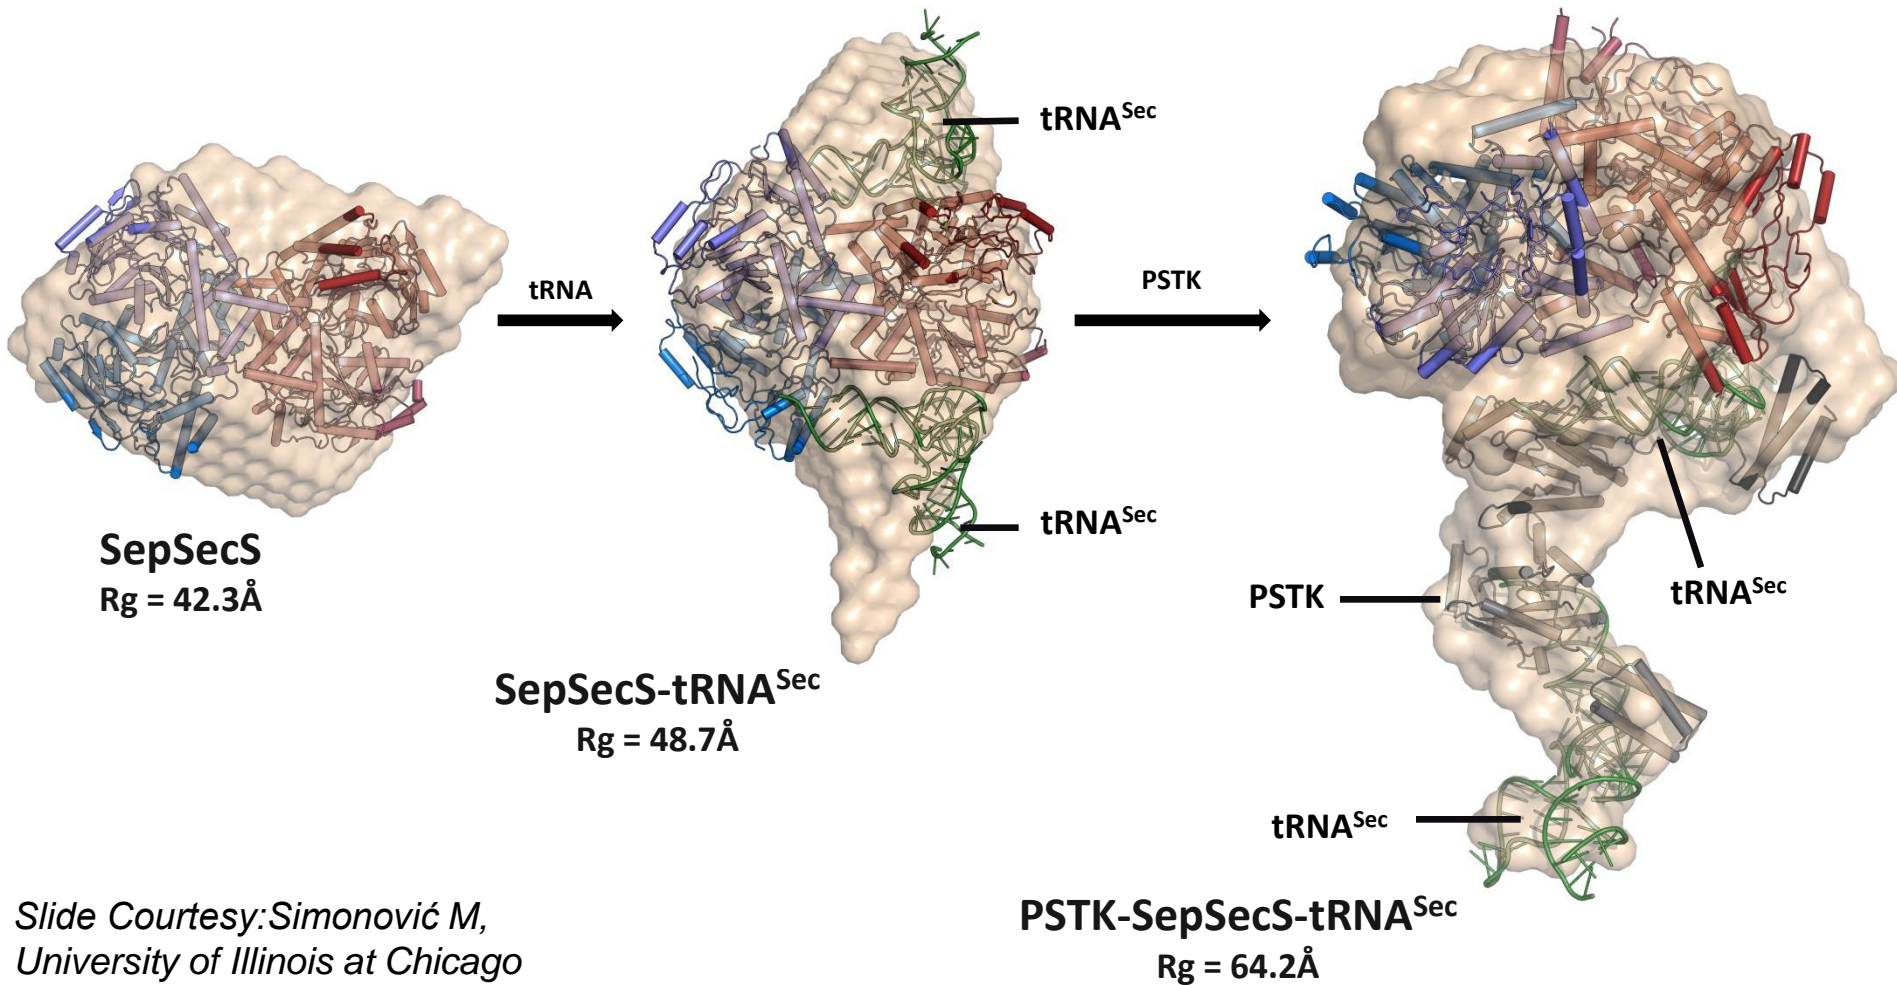 tRNA^Sec
tRNA
PSTK
tRNA^Sec
SepSecS
Rg = 42.3Å
PSTK
tRNA^Sec
SepSecS-tRNA^Sec
Rg = 48.7Å
tRNA^Sec
Slide Courtesy:Simonović M,
University of Illinois at Chicago
PSTK-SepSecS-tRNA^Sec
Rg = 64.2Å